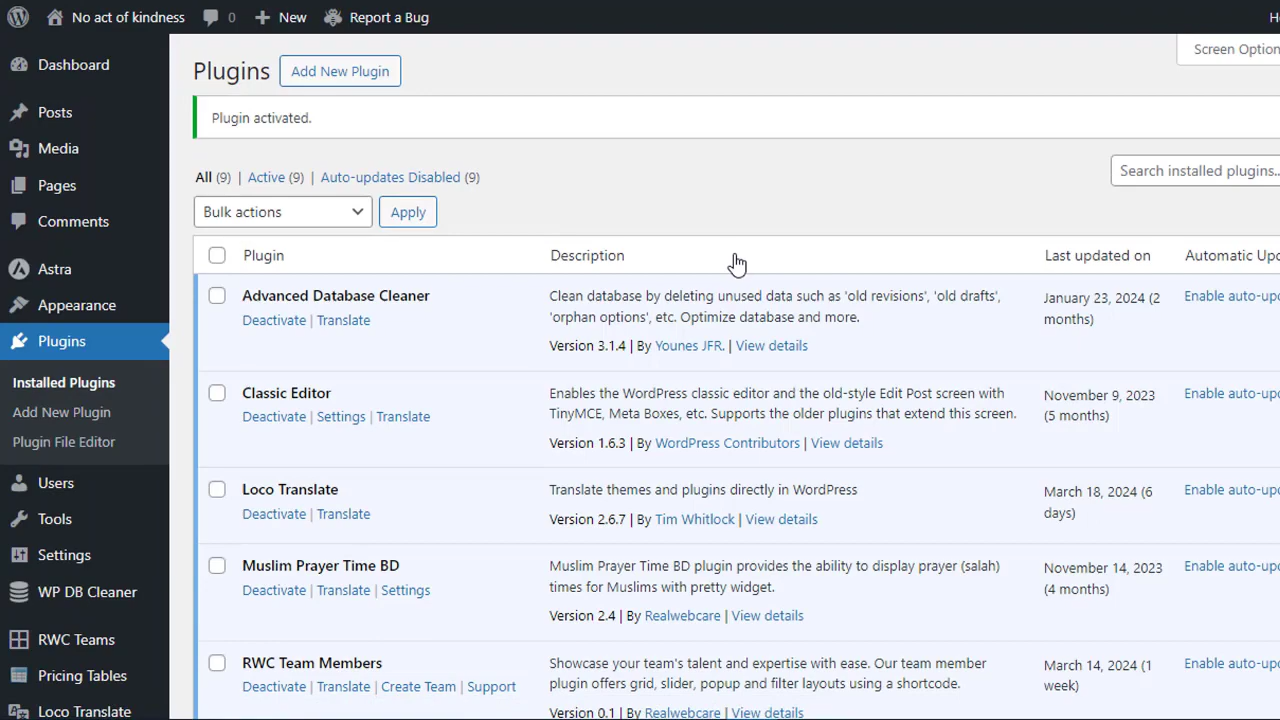 No act of kindness 0 New Report a Bug
Dashboard
Posts
Media
Pages
Comments
Astra
Appearance
Plugins
Installed Plugins
Add New Plugin
Plugin File Editor
Users
Tools
Settings
WP DB Cleaner
RWC Teams
Pricing Tables
Loco Translate
Screen Option
Plugins Add New Plugin
Plugin activated.
All (9) | Active (9) | Auto-updates Disabled (9)
Search installed plugins..
Bulk actions Apply
Plugin Description Last updated on Automatic Upd
Advanced Database Cleaner
Deactivate | Translate
Clean database by deleting unused data such as 'old revisions', 'old drafts',
'orphan options', etc. Optimize database and more.
Version 3.1.4 | By Younes JFR. | View details
January 23, 2024 (2
months)
Enable auto-upd
Classic Editor
Deactivate | Settings | Translate
Enables the WordPress classic editor and the old-style Edit Post screen with
TinyMCE, Meta Boxes, etc. Supports the older plugins that extend this screen.
Version 1.6.3 | By WordPress Contributors | View details
November 9, 2023
(5 months)
Enable auto-upd
Loco Translate
Deactivate | Translate
Translate themes and plugins directly in WordPress
Version 2.6.7 | By Tim Whitlock | View details
March 18, 2024 (6
days)
Enable auto-upd
Muslim Prayer Time BD
Deactivate | Translate | Settings
Muslim Prayer Time BD plugin provides the ability to display prayer (salah)
times for Muslims with pretty widget.
Version 2.4 | By Realwebcare | View details
November 14, 2023
(4 months)
Enable auto-upd
RWC Team Members
Deactivate | Translate | Create Team | Support
Showcase your team's talent and expertise with ease. Our team member
plugin offers grid, slider, popup and filter layouts using a shortcode.
Version 0.1 | By Realwebcare | View details
March 14, 2024 (1
week)
Enable auto-upd